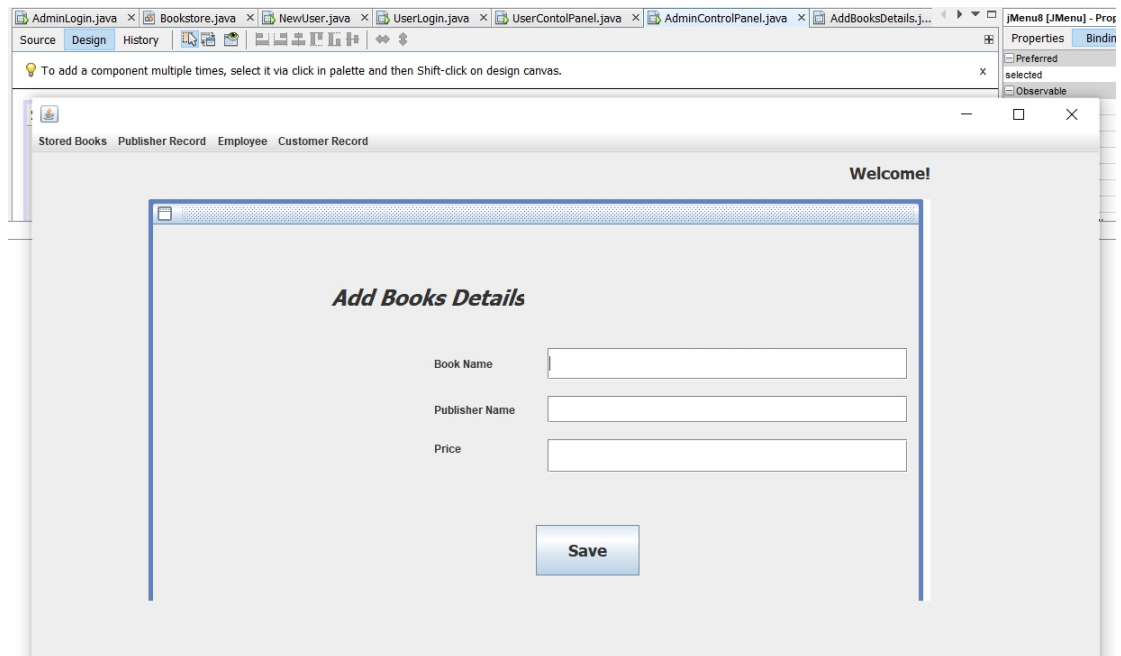 AdminLogin.java Bookstore.java NewUser.java UserLogin.java UserContolPanel.java AdminControlPanel.java AddBooksDetails.j...
jMenu8 [JMenu] - Prop
Source Design History
Properties Bindin
To add a component multiple times, select it via click in palette and then Shift-click on design canvas. x
Preferred
selected
Observable
Stored Books Publisher Record Employee Customer Record
Welcome!
Add Books Details
Book Name
Publisher Name
Price
Save